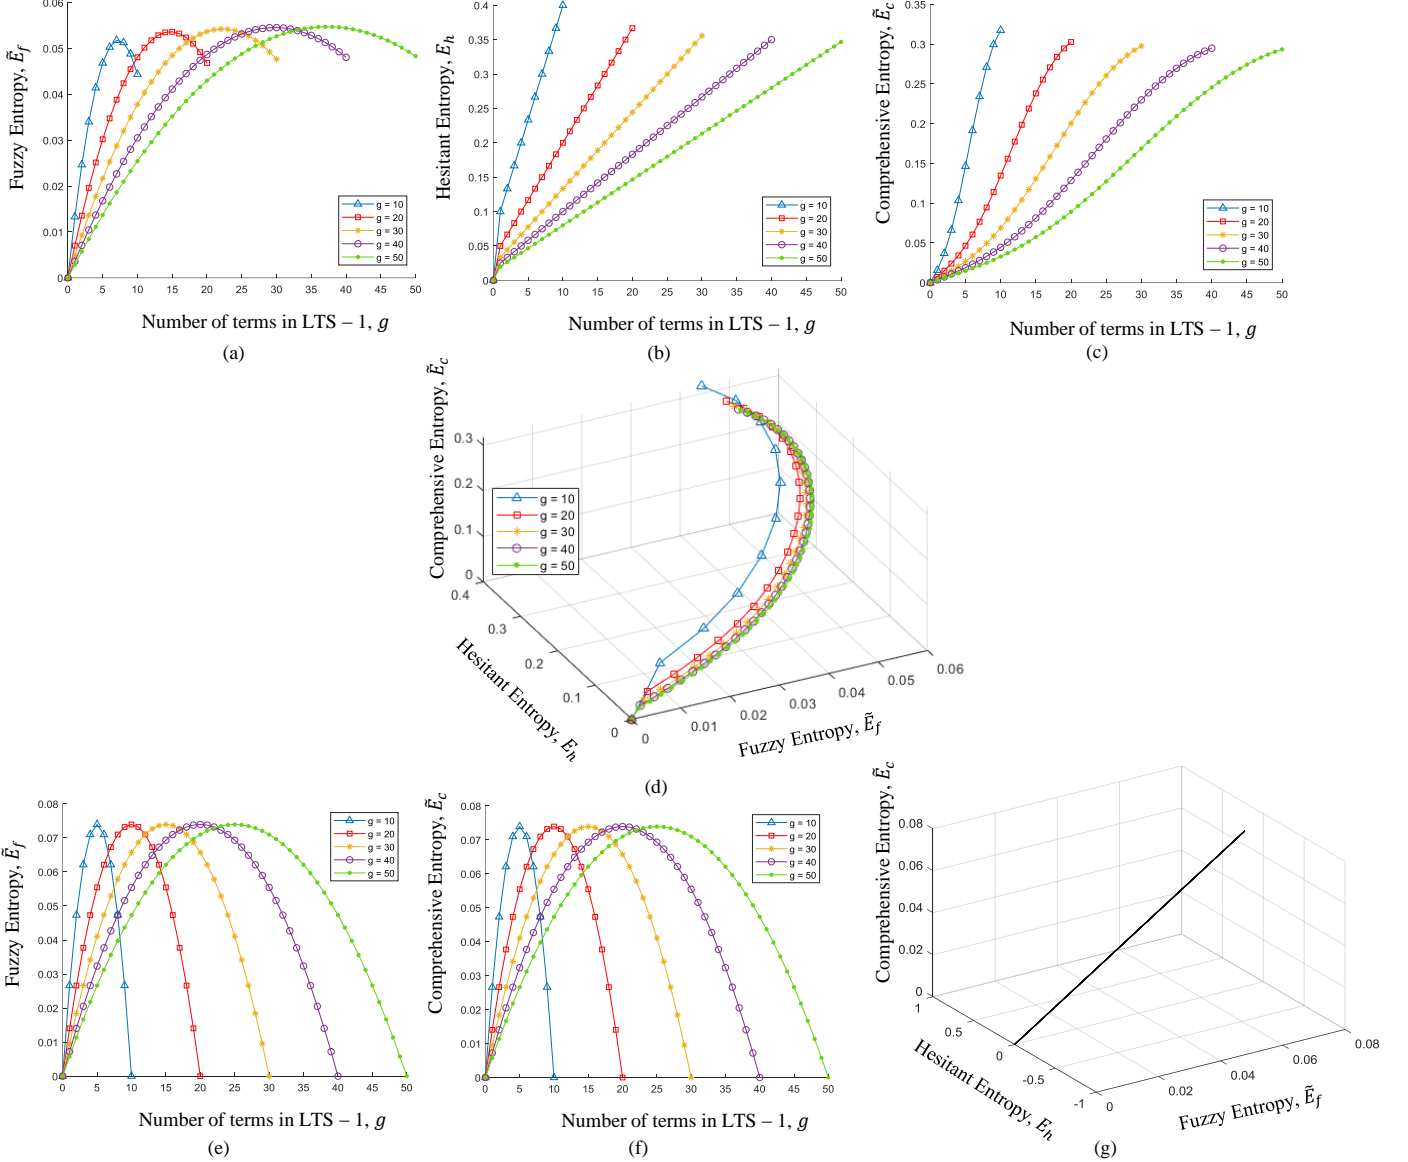 Fuzzy Entropy, Ẽf
0.06
0.05
0.04
0.03
0.02
0.01
0
0 5 10 15 20 25 30 35 40 45 50
g = 10
g = 20
g = 30
g = 40
g = 50
Number of terms in LTS − 1, g
(a)
Hesitant Entropy, Eh
0.4
0.35
0.3
0.25
0.2
0.15
0.1
0.05
0
0 5 10 15 20 25 30 35 40 45 50
g = 10
g = 20
g = 30
g = 40
g = 50
Number of terms in LTS − 1, g
(b)
Comprehensive Entropy, Ẽc
0.35
0.3
0.25
0.2
0.15
0.1
0.05
0
0 5 10 15 20 25 30 35 40 45 50
g = 10
g = 20
g = 30
g = 40
g = 50
Number of terms in LTS − 1, g
(c)
Comprehensive Entropy, Ẽc
0.3
0.2
0.1
0
g = 10
g = 20
g = 30
g = 40
g = 50
0.4
0.3
0.2
0.1
0
Hesitant Entropy, Eh
0
0.01
0.02
0.03
0.04
0.05
0.06
Fuzzy Entropy, Ẽf
(d)
Fuzzy Entropy, Ẽf
0.08
0.07
0.06
0.05
0.04
0.03
0.02
0.01
0
0 5 10 15 20 25 30 35 40 45 50
g = 10
g = 20
g = 30
g = 40
g = 50
Number of terms in LTS − 1, g
(e)
Comprehensive Entropy, Ẽc
0.08
0.07
0.06
0.05
0.04
0.03
0.02
0.01
0
0 5 10 15 20 25 30 35 40 45 50
g = 10
g = 20
g = 30
g = 40
g = 50
Number of terms in LTS − 1, g
(f)
Comprehensive Entropy, Ẽc
0.08
0.06
0.04
0.02
0
1
0.5
0
-0.5
-1
Hesitant Entropy, Eh
0
0.02
0.04
0.06
0.08
Fuzzy Entropy, Ẽf
(g)